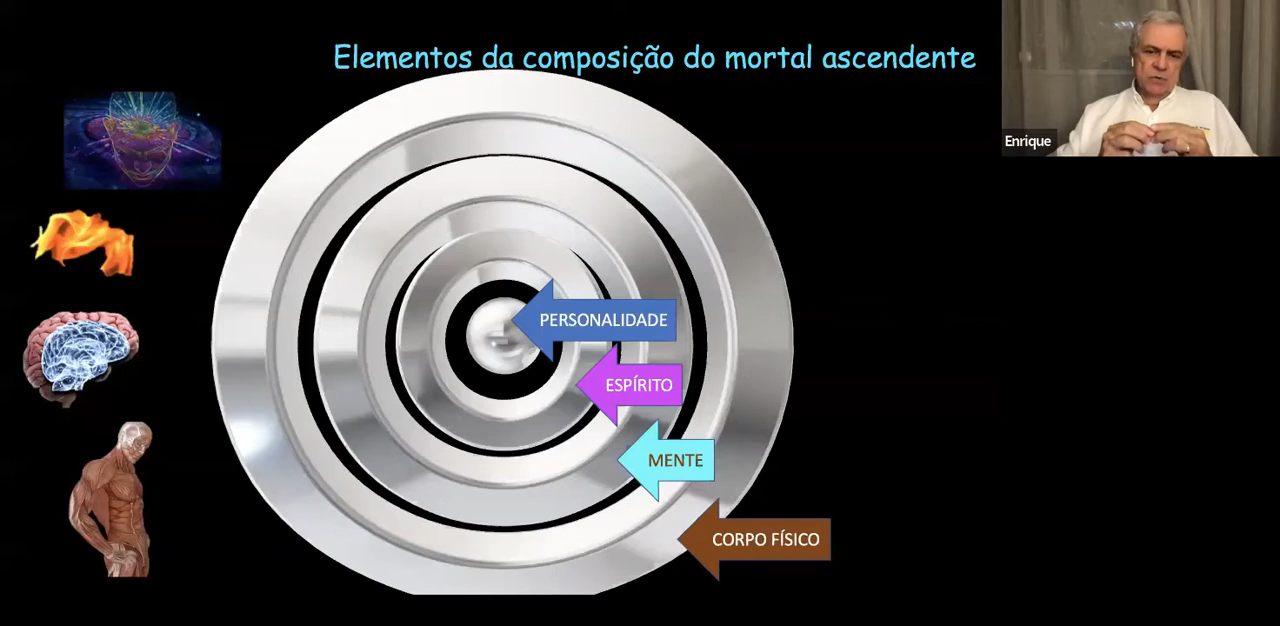 Elementos da composição do mortal ascendente
Enrique
PERSONALIDADE
ESPÍRITO
MENTE
CORPO FÍSICO